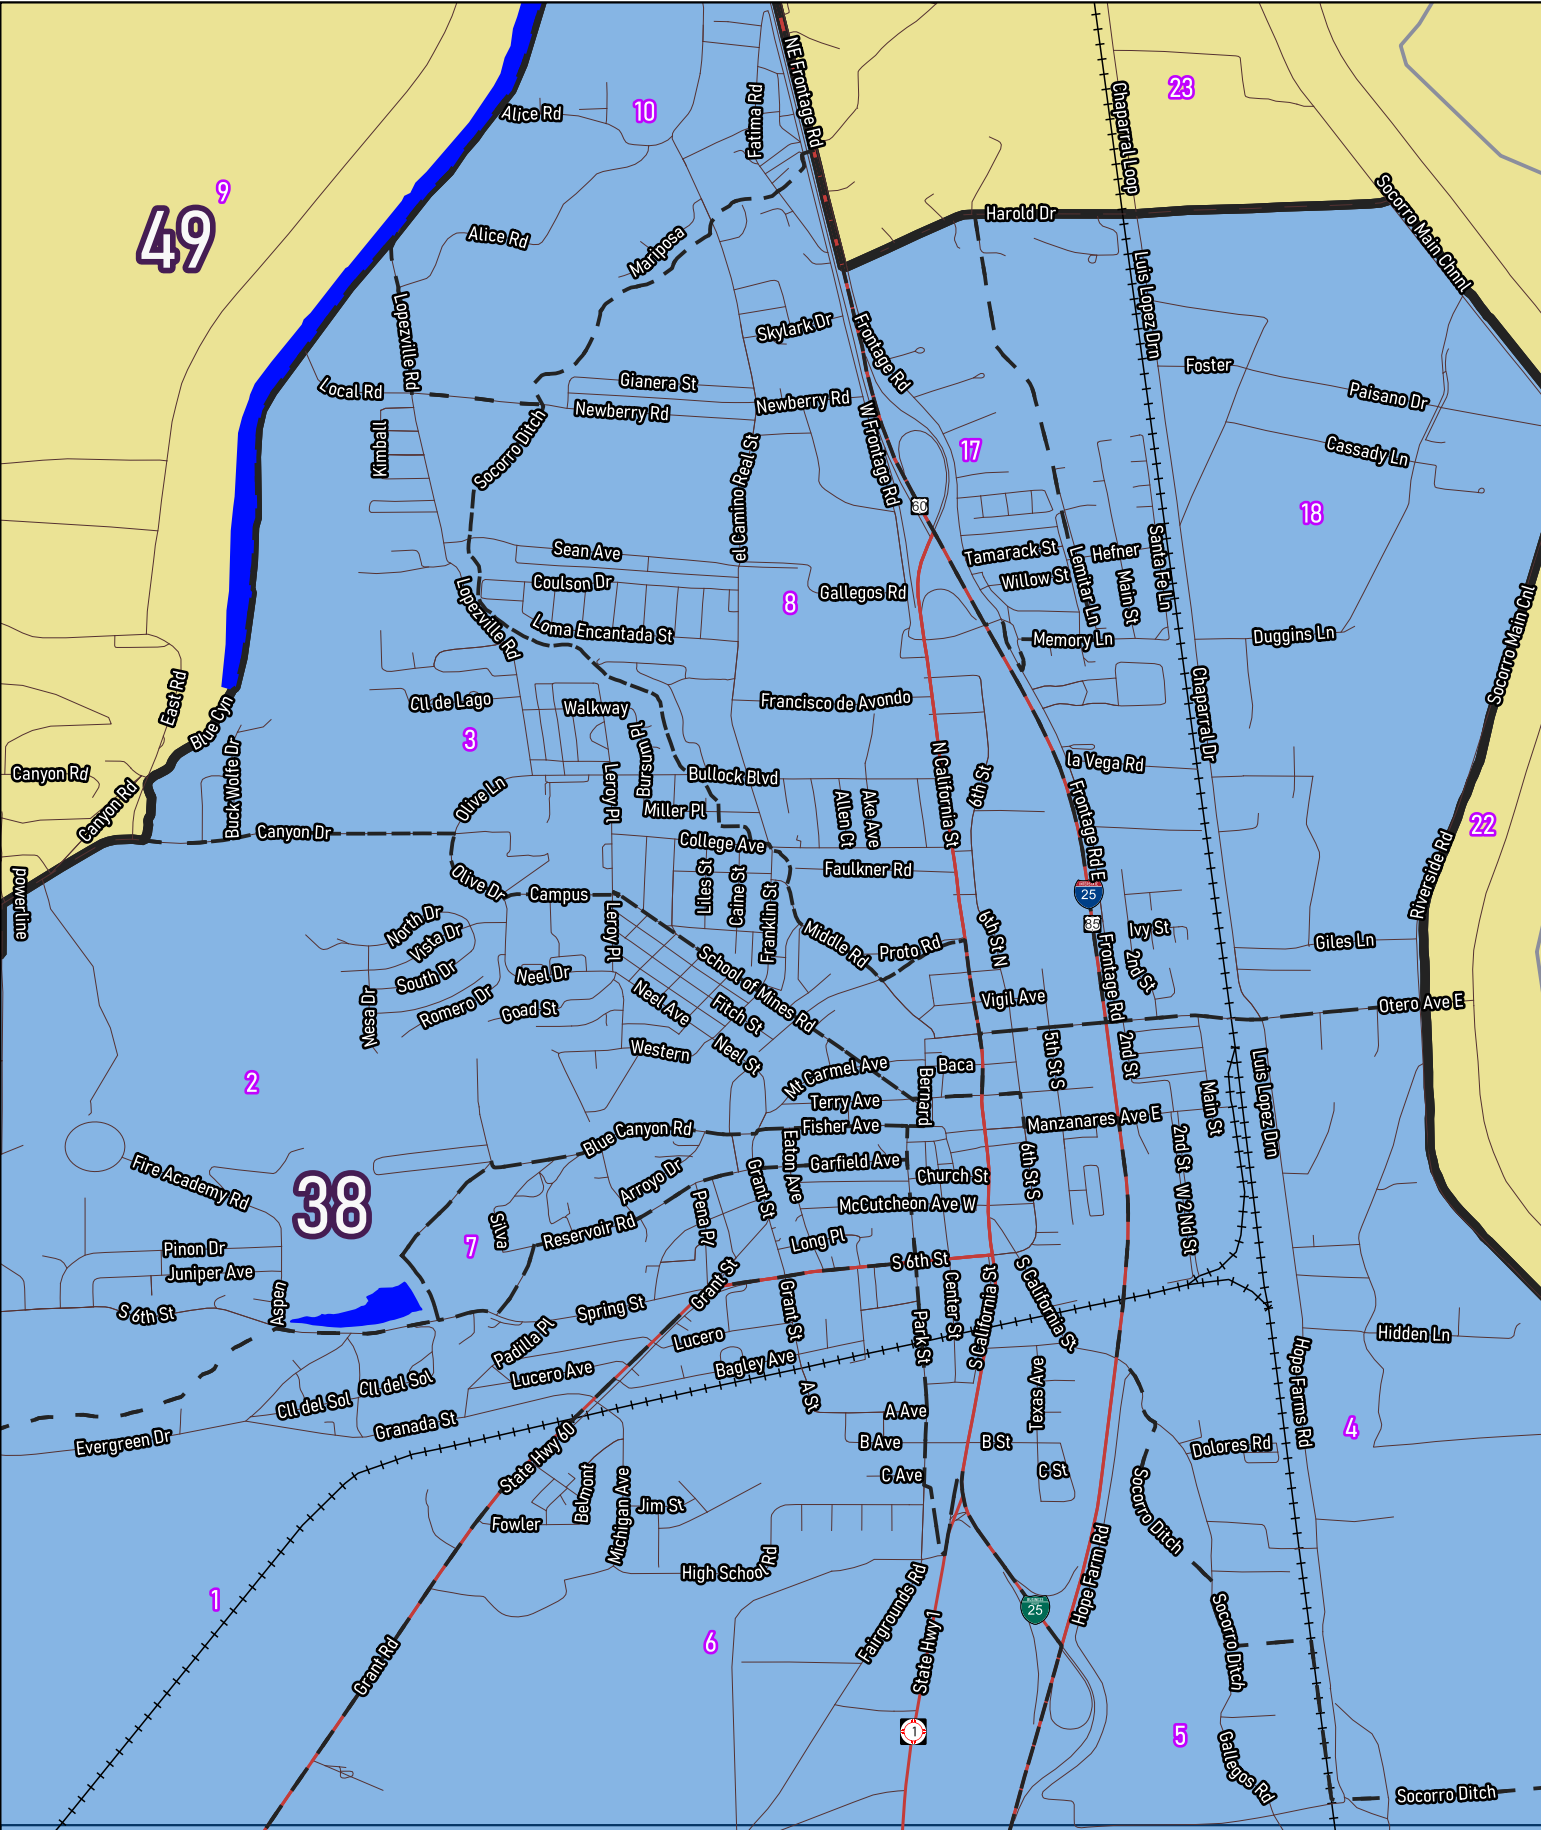 NE Frontage Rd
23
10
Alice Rd
Fatima Rd
Chaparral Loop
9
49
Socorro Main Chnnl
Harold Dr
Alice Rd
Mariposa
Luis Lopez Drn
Lopezville Rd
Skylark Dr
Frontage Rd
Foster
Local Rd
Gianera St
Paisano Dr
Newberry Rd
Newberry Rd
Kimball
Socorro Ditch
el Camino Real St
W Frontage Rd
17
Cassady Ln
60
18
Sean Ave
Tamarack St
Hefner
Santa Fe Ln
Coulson Dr
Willow St
Lemitar Ln
Main St
Gallegos Rd
8
Lopezville Rd
Loma Encantada St
Memory Ln
Duggins Ln
Socorro Main Cnl
East Rd
Blue Cyn
Cll de Lago
Walkway
Francisco de Avondo
Chaparral Dr
3
Bursum Pl
N California St
la Vega Rd
Canyon Rd
Buck Wolfe Dr
Leroy Pl
Bullock Blvd
6th St
Canyon Rd
Olive Ln
Miller Pl
Allen Ct
Ake Ave
Frontage Rd E
22
Canyon Dr
College Ave
Riverside Rd
Faulkner Rd
powerline
Olive Dr
Campus
Lilies St
Caine St
Franklin St
25
85
North Dr
Vista Dr
Leroy Pl
Middle Rd
Proto Rd
6th St N
Ivy St
Giles Ln
South Dr
Neel Dr
School of Mines Rd
Frontage Rd
2nd St
Mesa Dr
Romero Dr
Goad St
Neel Ave
Fitch St
Vigil Ave
Otero Ave E
Western
Neel St
Mt Carmel Ave
Baca
5th St S
2nd St
Luis Lopez Drn
2
Terry Ave
Bernard
Main St
Blue Canyon Rd
Fisher Ave
Manzanares Ave E
Fire Academy Rd
Arroyo Dr
Grant St
Eaton Ave
Garfield Ave
Church St
6th St S
2nd St
38
Pena Pl
McCutcheon Ave W
W 2Nd St
Silva
Reservoir Rd
7
Long Pl
Pinon Dr
S 6th St
Juniper Ave
Grant St
Center St
S California St
S California St
S 6th St
Aspen
Spring St
Grant St
Park St
Padilla Pl
Lucero
Hidden Ln
Lucero Ave
Bagley Ave
Hope Farms Rd
Cll del Sol
Cll del Sol
A St
Texas Ave
Granada St
A Ave
4
Evergreen Dr
B Ave
B St
Dolores Rd
State Hwy 60
C Ave
C St
Belmont
Michigan Ave
Jim St
Socorro Ditch
Fowler
High School Rd
Hope Farm Rd
1
Fairgrounds Rd
25
Socorro Ditch
6
Grant Rd
State Hwy 1
1
5
Gallegos Rd
Socorro Ditch